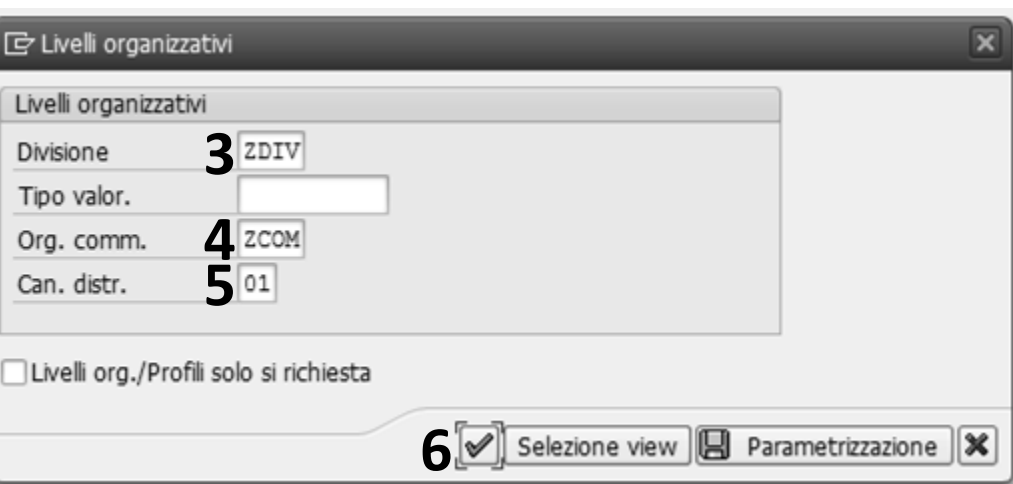 Livelli organizzativi
Livelli organizzativi
Divisione 3 ZDIV
Tipo valor.
Org. comm. 4 ZCOM
Can. distr. 5 01
Livelli org./Profili solo si richiesta
6 Selezione view Parametrizzazione